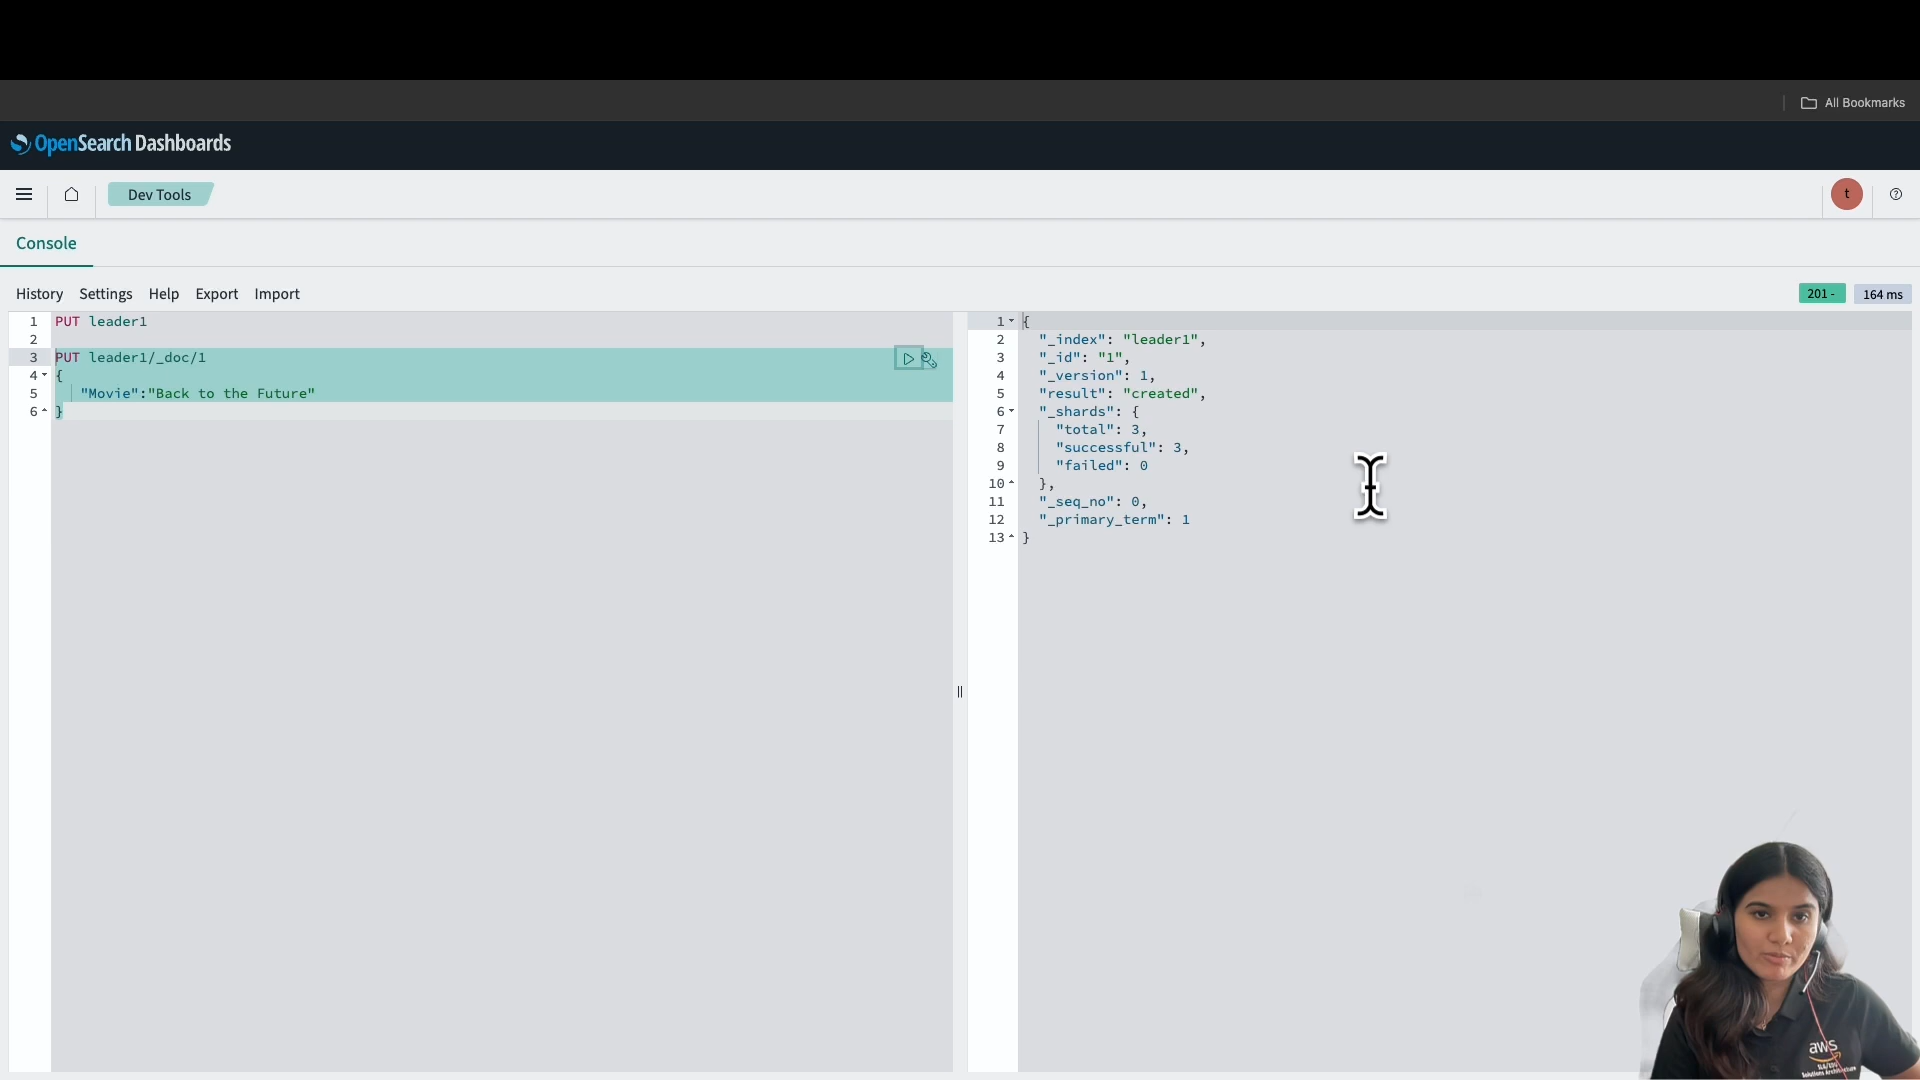 All Bookmarks
OpenSearch Dashboards
Dev Tools
t
Console
History Settings Help Export Import
201 -
164 ms
1 PUT leader1
2
3 PUT leader1/_doc/1
4 {
5 "Movie":"Back to the Future"
6 }
1 {
2 "_index": "leader1",
3 "_id": "1",
4 "_version": 1,
5 "result": "created",
6 "_shards": {
7 "total": 3,
8 "successful": 3,
9 "failed": 0
10 },
11 "_seq_no": 0,
12 "_primary_term": 1
13 }
aws
Solutions Architecture